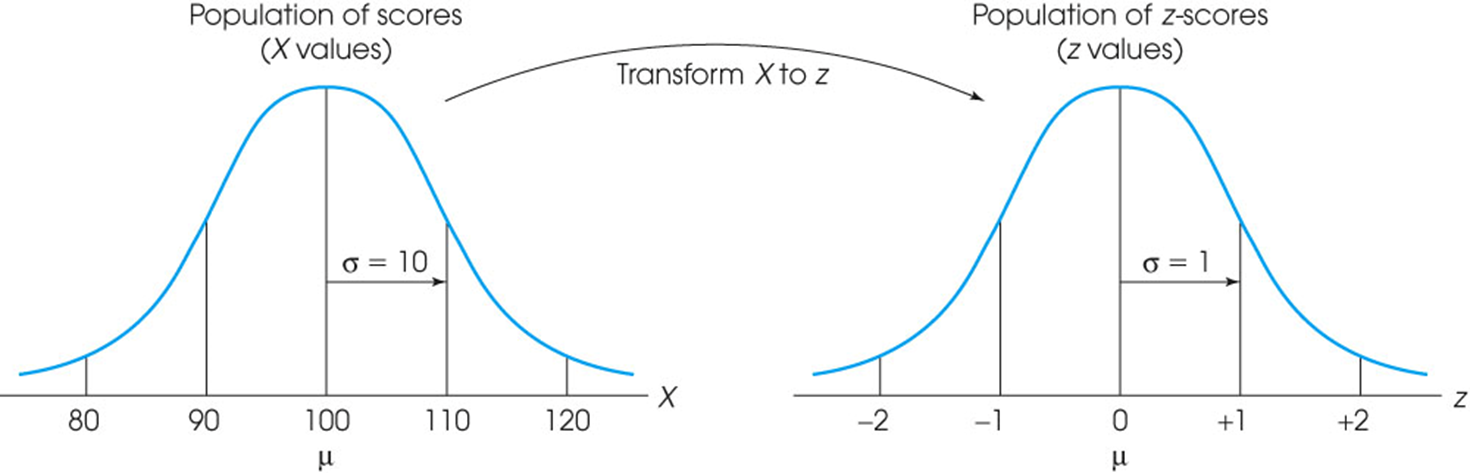 Population of scores
(X values)
Transform X to z
Population of z-scores
(z values)
σ = 10
80 90 100 110 120 X
μ
σ = 1
–2 –1 0 +1 +2 z
μ